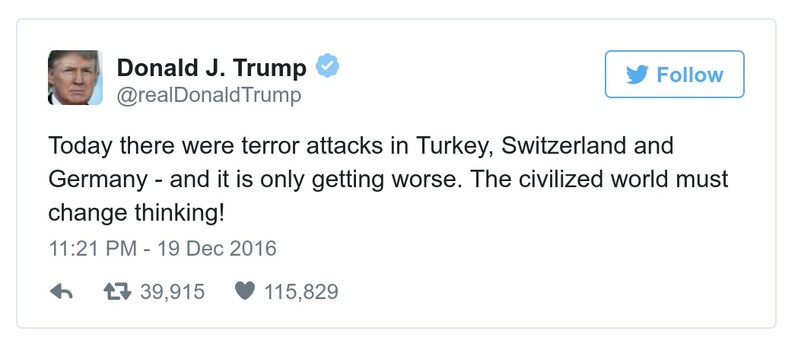 Donald J. Trump
@realDonaldTrump
Follow
Today there were terror attacks in Turkey, Switzerland and
Germany - and it is only getting worse. The civilized world must
change thinking!
11:21 PM - 19 Dec 2016
39,915 115,829